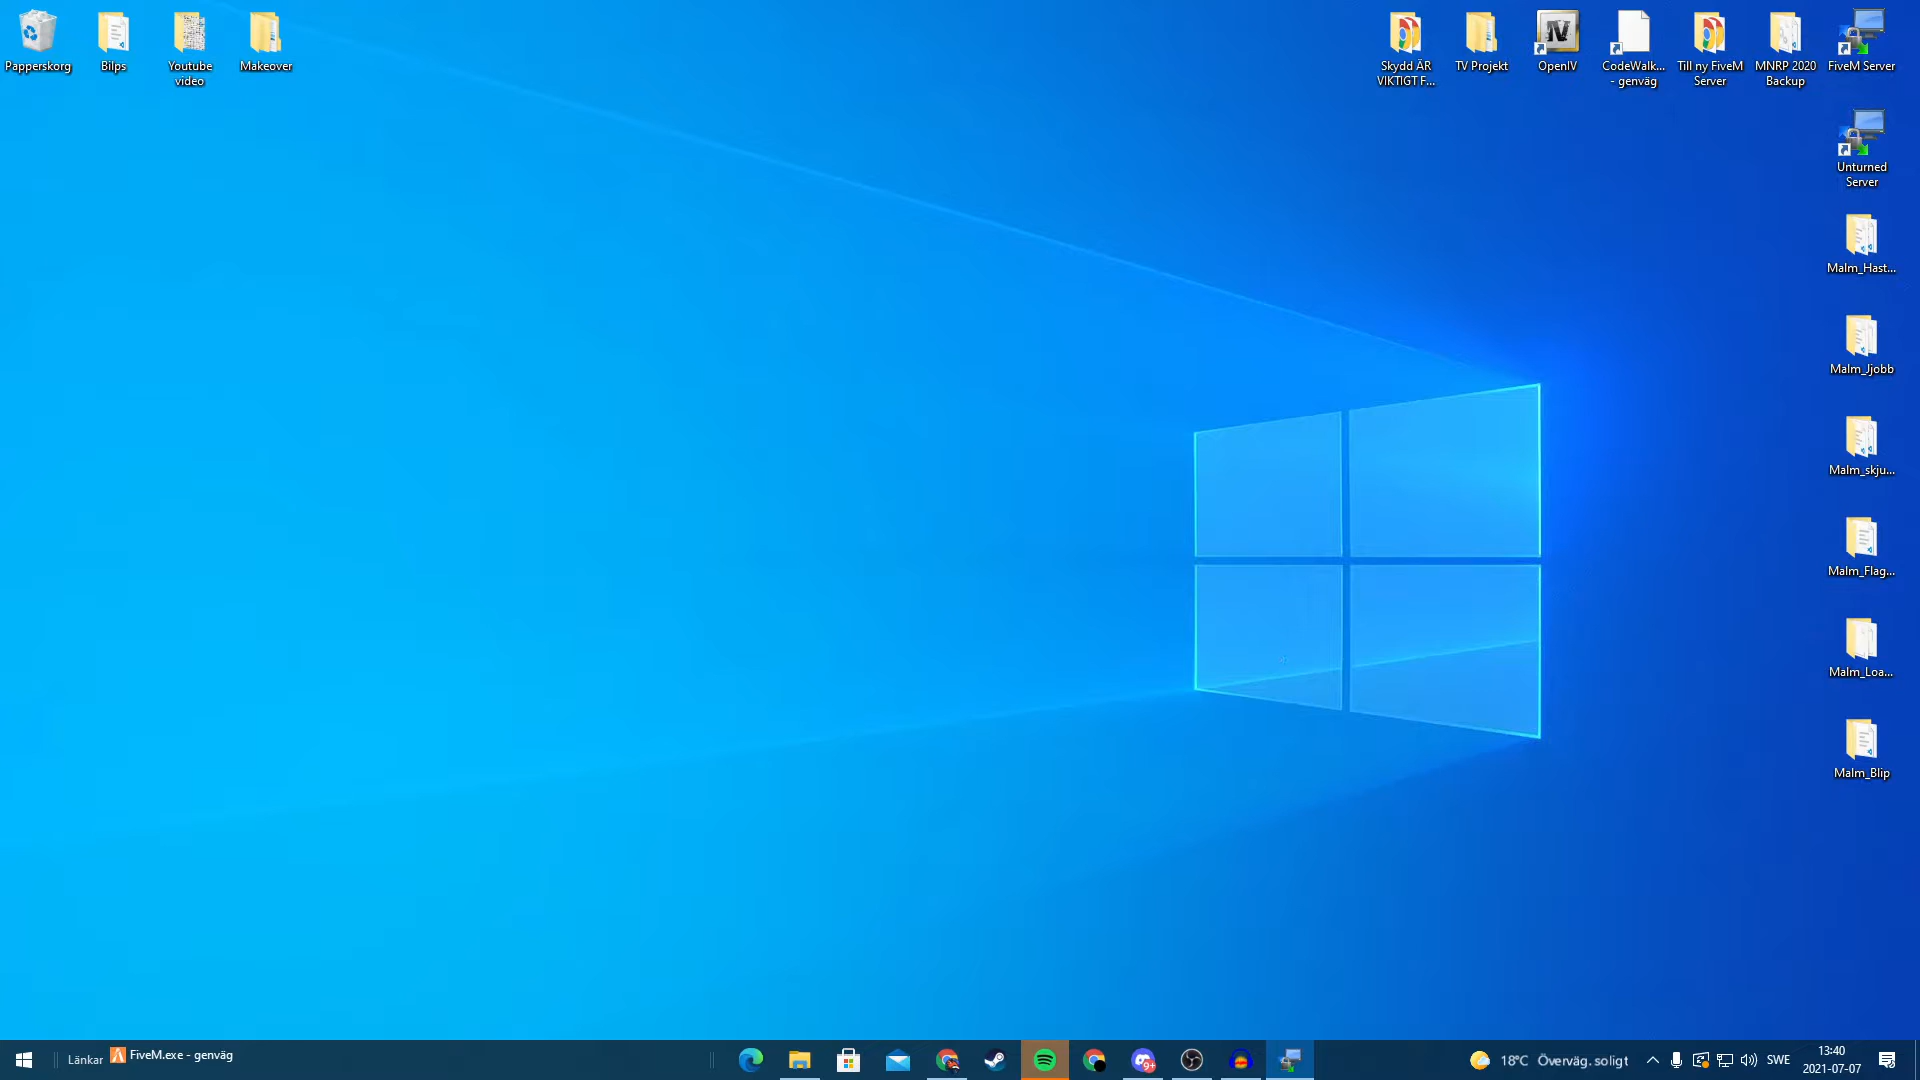 Papperskorg
Bilps
Youtube
video
Makeover
Skydd ÄR
VIKTIGT F...
TV Projekt
OpenIV
CodeWalk...
- genväg
Till ny FiveM
Server
MNRP 2020
Backup
FiveM Server
Unturned
Server
Malm_Hast...
Malm_Jjobb
Malm_skju...
Malm_Flag...
Malm_Loa...
Malm_Blip
Länkar
FiveM.exe - genväg
9+
18°C Överväg. soligt
SWE
13:40
2021-07-07